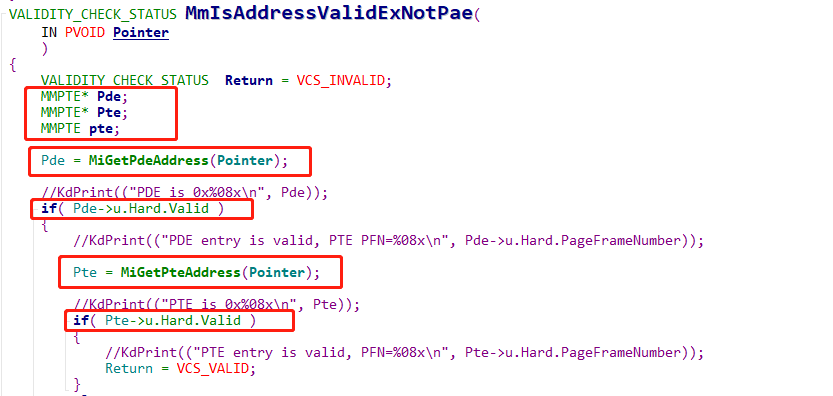 VALIDITY_CHECK_STATUS MmIsAddressValidExNotPae(
IN PVOID Pointer
)
{
VALIDITY_CHECK_STATUS Return = VCS_INVALID;
MMPTE* Pde;
MMPTE* Pte;
MMPTE pte;
Pde = MiGetPdeAddress(Pointer);
//KdPrint(("PDE is 0x%08x\n", Pde));
if( Pde->u.Hard.Valid )
{
//KdPrint(("PDE entry is valid, PTE PFN=%08x\n", Pde->u.Hard.PageFrameNumber));
Pte = MiGetPteAddress(Pointer);
//KdPrint(("PTE is 0x%08x\n", Pte));
if( Pte->u.Hard.Valid )
{
//KdPrint(("PTE entry is valid, PFN=%08x\n", Pte->u.Hard.PageFrameNumber));
Return = VCS_VALID;
}